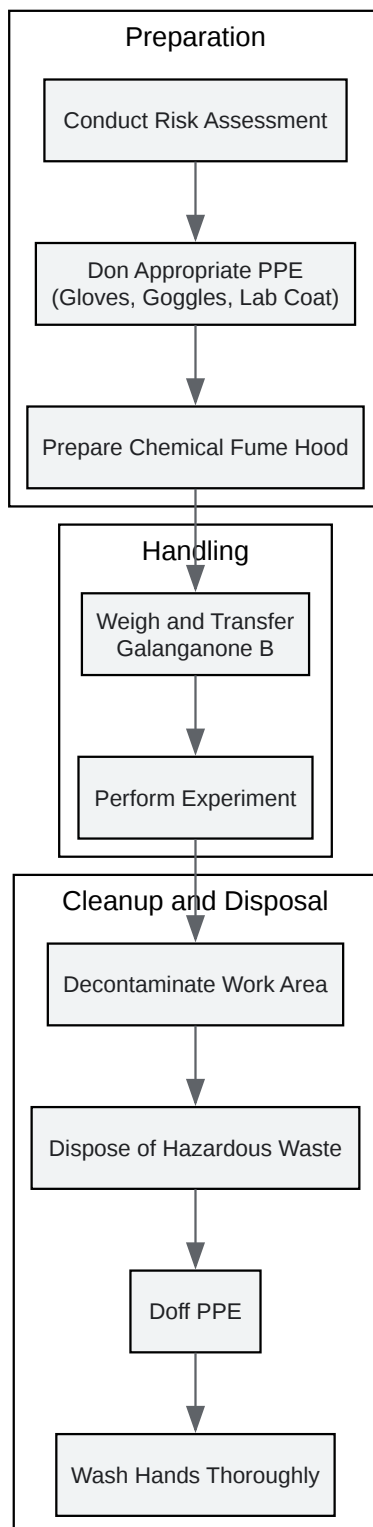 Preparation
Conduct Risk Assessment
Don Appropriate PPE
(Gloves, Goggles, Lab Coat)
Prepare Chemical Fume Hood
Handling
Weigh and Transfer
Galanganone B
Perform Experiment
Cleanup and Disposal
Decontaminate Work Area
Dispose of Hazardous Waste
Doff PPE
Wash Hands Thoroughly